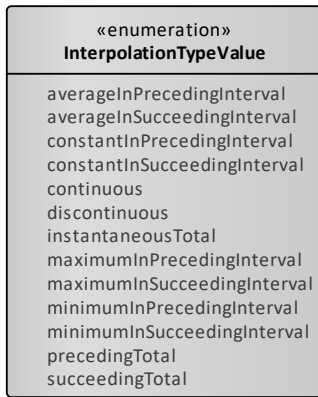 «enumeration»
InterpolationTypeValue
averageInPrecedingInterval
averageInSucceedingInterval
constantInPrecedingInterval
constantInSucceedingInterval
continuous
discontinuous
instantaneousTotal
maximumInPrecedingInterval
maximumInSucceedingInterval
minimumInPrecedingInterval
minimumInSucceedingInterval
precedingTotal
succeedingTotal